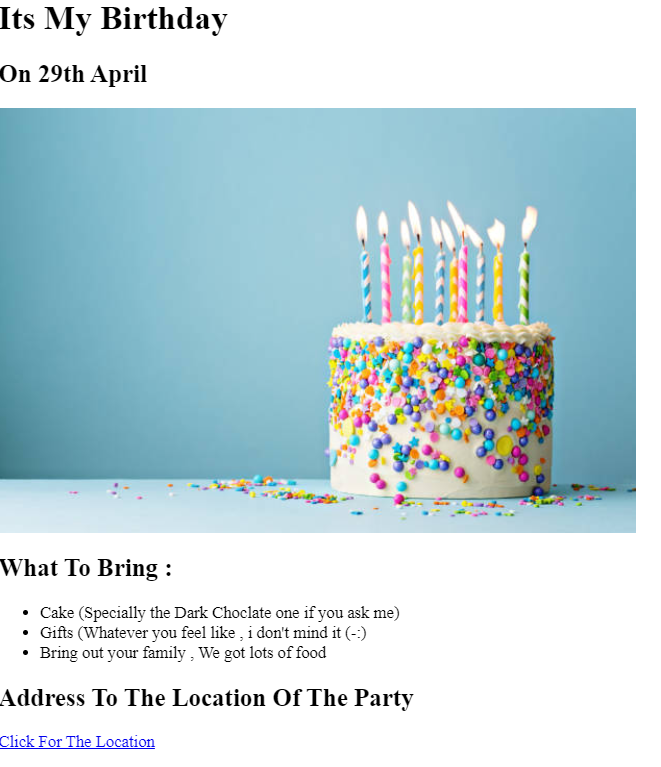 Its My Birthday
On 29th April
What To Bring :
Cake (Specially the Dark Choclate one if you ask me)
Gifts (Whatever you feel like , i don't mind it (-:)
Bring out your family , We got lots of food
Address To The Location Of The Party
Click For The Location